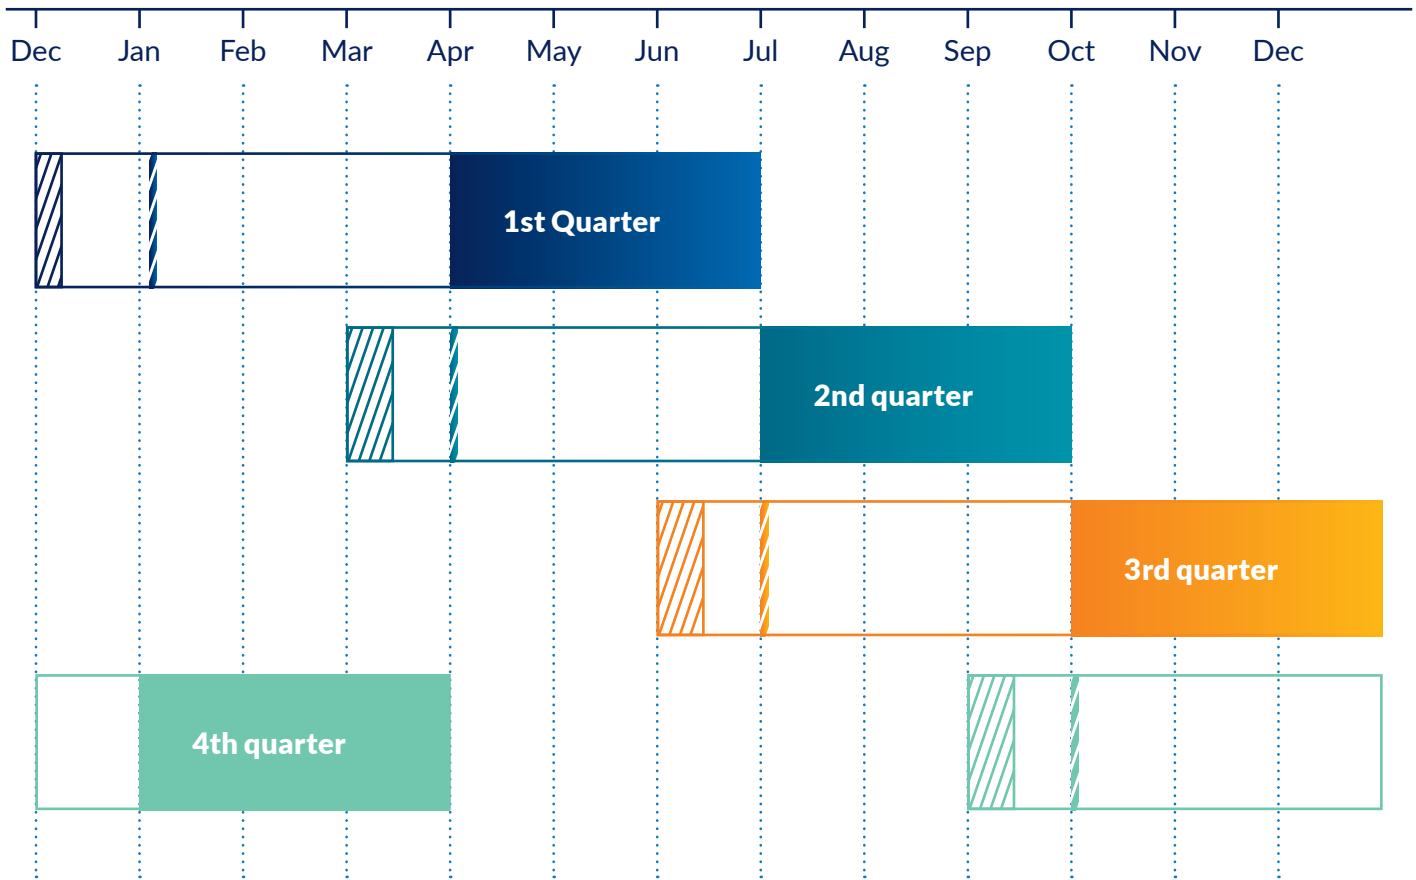 Dec Jan Feb Mar Apr May Jun Jul Aug Sep Oct Nov Dec
1st Quarter
2nd quarter
3rd quarter
4th quarter